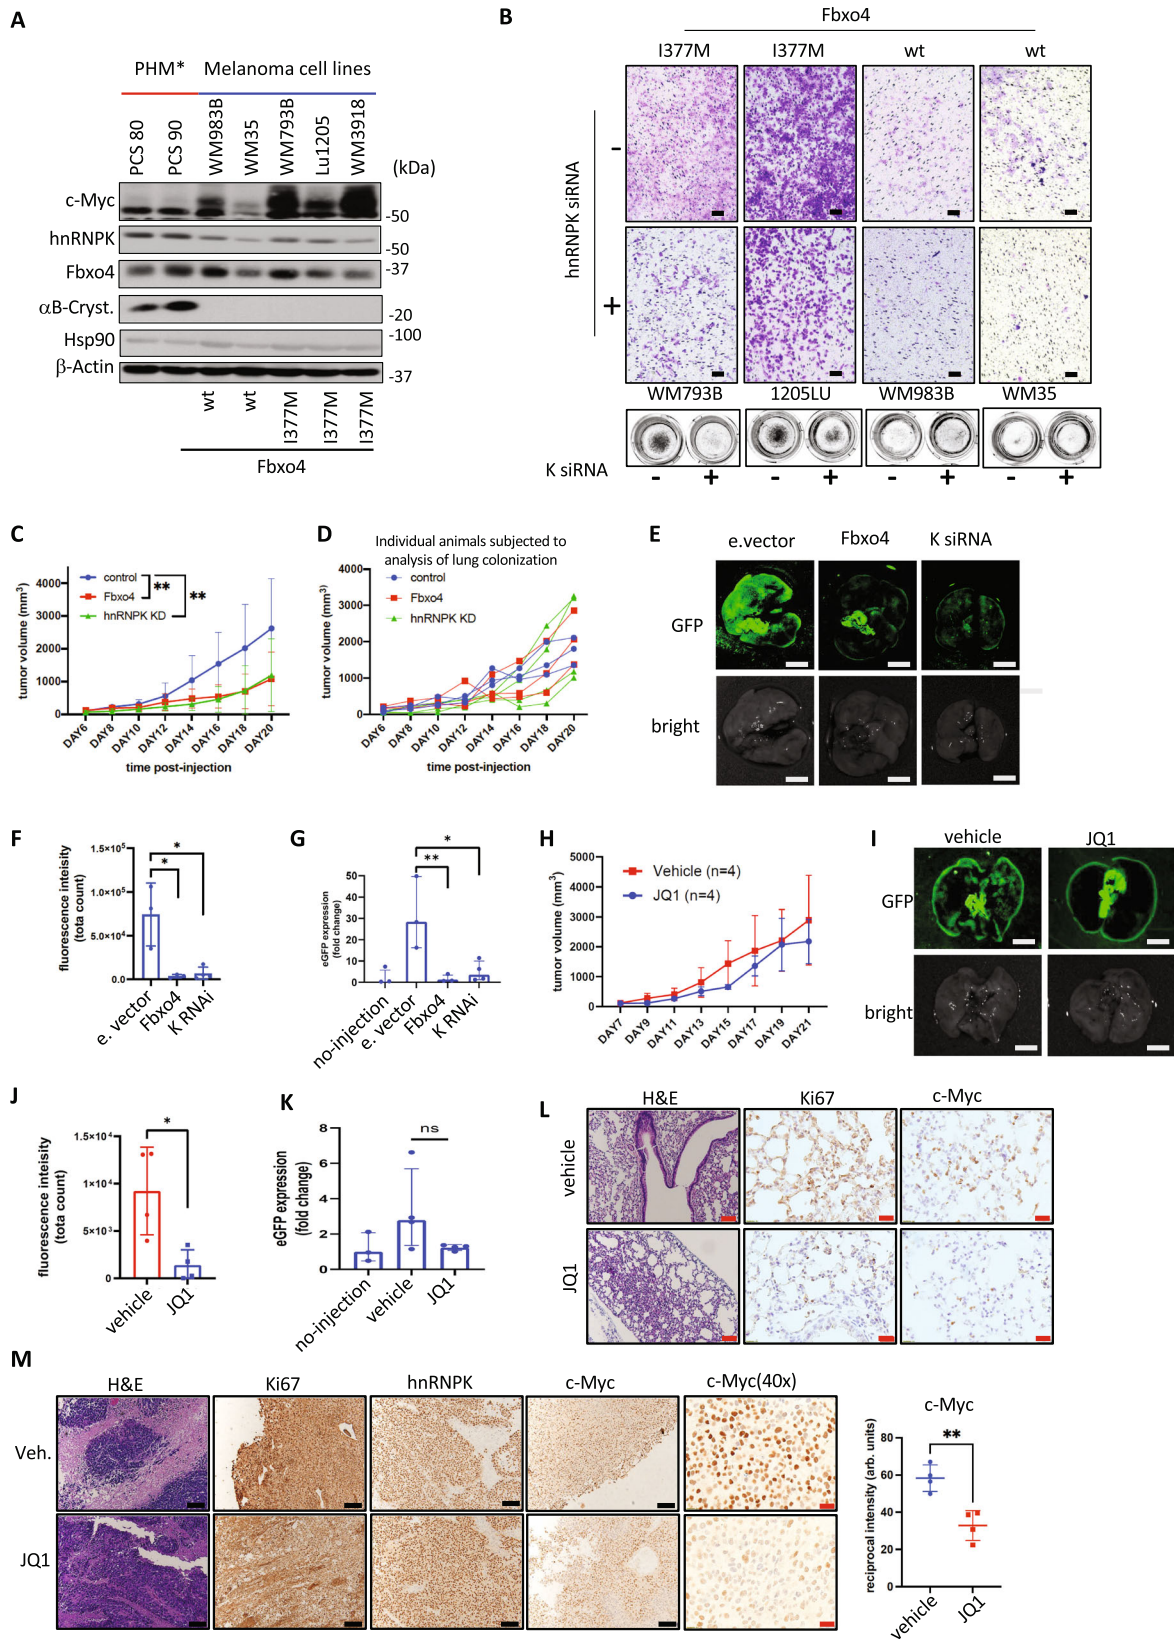 A
PHM*
Melanoma cell lines
PCS 80
PCS 90
WM983B
WM35
WM793B
Lu1205
WM3918
(kDa)
c-Myc
-50
hnRNPK
-50
Fbxo4
-37
αB-Cryst.
-20
Hsp90
-100
β-Actin
-37
wt
wt
I377M
I377M
I377M
Fbxo4
B
Fbxo4
I377M
I377M
wt
wt
hnRNPK siRNA
-
+
WM793B
1205LU
WM983B
WM35
K siRNA
- + - + - + - +
C
tumor volume (mm³)
4000
3000
2000
1000
0
control
Fbxo4
hnRNPK KD
**
**
DAY6
DAY8
DAY10
DAY12
DAY14
DAY16
DAY18
DAY20
time post-injection
D
Individual animals subjected to
analysis of lung colonization
tumor volume (mm³)
4000
3000
2000
1000
0
control
Fbxo4
hnRNPK KD
DAY6
DAY8
DAY10
DAY12
DAY14
DAY16
DAY18
DAY20
time post-injection
E
e.vector
Fbxo4
K siRNA
GFP
bright
F
fluorescence inteisity
(tota count)
1.5×10⁵
1.0×10⁵
5.0×10⁴
0.0
*
*
e. vector
Fbxo4
K RNAi
G
eGFP expression
(fold change)
50
40
30
20
10
0
*
**
no-injection
e. vector
Fbxo4
K RNAi
H
tumor volume (mm³)
5000
4000
3000
2000
1000
0
Vehicle (n=4)
JQ1 (n=4)
DAY7
DAY9
DAY11
DAY13
DAY15
DAY17
DAY19
DAY21
I
vehicle
JQ1
GFP
bright
J
fluorescence inteisity
(tota count)
1.5×10⁴
1×10⁴
5×10³
0
*
vehicle
JQ1
K
eGFP expression
(fold change)
8
6
4
2
0
ns
no-injection
vehicle
JQ1
L
H&E
Ki67
c-Myc
vehicle
JQ1
M
H&E
Ki67
hnRNPK
c-Myc
c-Myc(40x)
Veh.
JQ1
c-Myc
reciprocal intensity (arb. units)
80
60
40
60
0
**
vehicle
JQ1